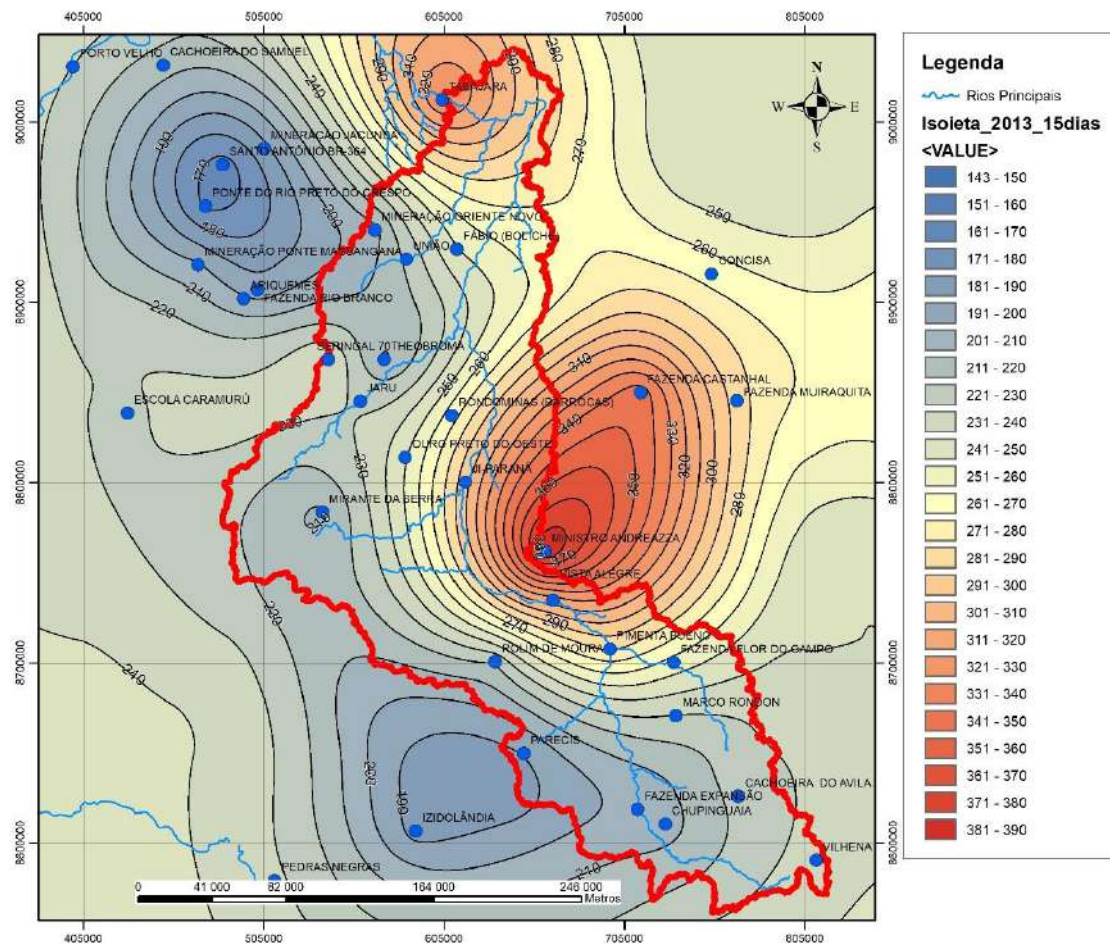 405000 505000 605000 705000 805000
PORTO VELHO CACHOEIRA DO SAMUEL
TABAJARA
MINERAÇÃO JACUNDÁ
SANTO ANTÔNIO BR-364
PONTE DO RIO PRETO DO CRESPO
MINERAÇÃO ORIENTE NOVO
FÁBIO (BOLICHE)
UNIÃO
MINERAÇÃO PONTE MASSANGANA
CONCISA
ARIQUEMES
FAZENDA RIO BRANCO
SERINGAL 70 THEOBROMA
FAZENDA CASTANHAL
FAZENDA MUIRAQUITA
JARU
ESCOLA CARAMURÚ
RONDOMINAS (BARROCAS)
OURO PRETO DO OESTE
JI-PARANÁ
MIRANTE DA SERRA
MINISTRO ANDREAZZA
VISTA ALEGRE
PIMENTA BUENO
ROLIM DE MOURA
FAZENDA FLOR DO CAMPO
MARCO RONDON
PARECIS
CACHOEIRA DO AVILA
FAZENDA EXPANSÃO
CHUPINGUAIA
IZIDOLÂNDIA
VILHENA
PEDRAS NEGRAS
9000000
8900000
8800000
8700000
8600000
N
W E
S
0 41 000 82 000 164 000 246 000
Metros
405000 505000 605000 705000 805000
Legenda
Rios Principais
Isoieta_2013_15dias
<VALUE>
143 - 150
151 - 160
161 - 170
171 - 180
181 - 190
191 - 200
201 - 210
211 - 220
221 - 230
231 - 240
241 - 250
251 - 260
261 - 270
271 - 280
281 - 290
291 - 300
301 - 310
311 - 320
321 - 330
331 - 340
341 - 350
351 - 360
361 - 370
371 - 380
381 - 390